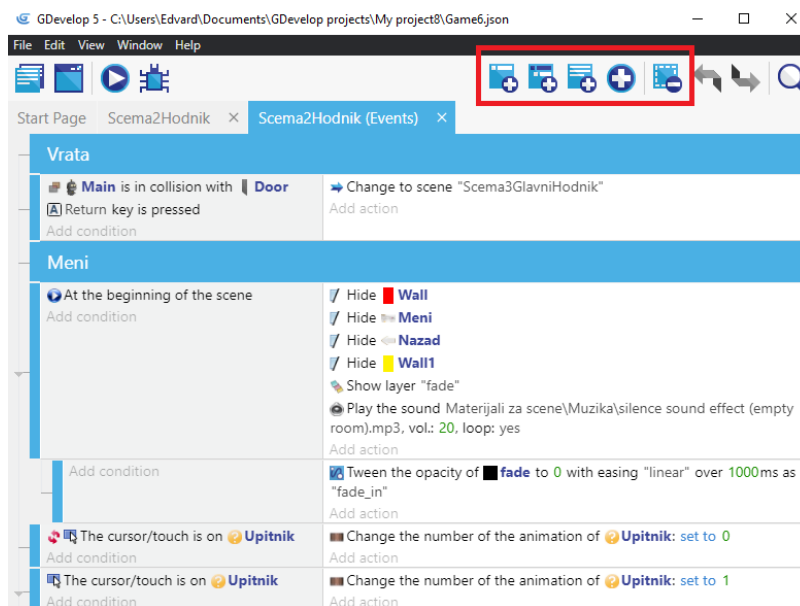 GDevelop 5 - C:\Users\Edvard\Documents\GDevelop projects\My project8\Game6.json
File Edit View Window Help
Start Page Scema2Hodnik × Scema2Hodnik (Events) ×
Vrata
Main is in collision with Door
A Return key is pressed
Add condition
Change to scene "Scema3GlavniHodnik"
Add action
Meni
At the beginning of the scene
Add condition
Hide Wall
Hide Meni
Hide Nazad
Hide Wall1
Show layer "fade"
Play the sound Materijali za scene\Muzika\silence sound effect (empty
room).mp3, vol.: 20, loop: yes
Add action
Add condition
Tween the opacity of fade to 0 with easing "linear" over 1000ms as
"fade_in"
Add action
The cursor/touch is on Upitnik
Add condition
Change the number of the animation of Upitnik: set to 0
Add action
The cursor/touch is on Upitnik
Add condition
Change the number of the animation of Upitnik: set to 1
Add action